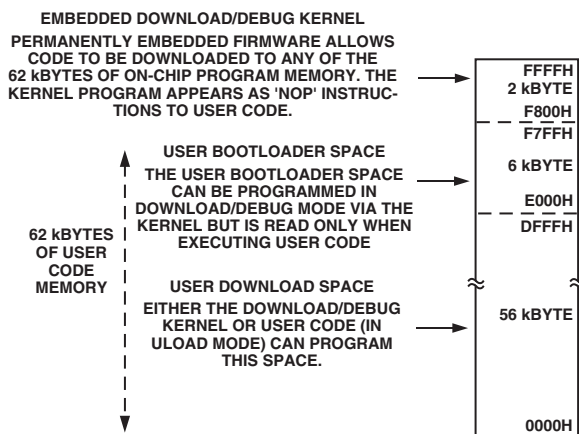 EMBEDDED DOWNLOAD/DEBUG KERNEL
PERMANENTLY EMBEDDED FIRMWARE ALLOWS
CODE TO BE DOWNLOADED TO ANY OF THE
62 kBYTES OF ON-CHIP PROGRAM MEMORY. THE
KERNEL PROGRAM APPEARS AS 'NOP' INSTRUC-
TIONS TO USER CODE.
FFFFH
2 kBYTE
F800H
F7FFH
USER BOOTLOADER SPACE
THE USER BOOTLOADER SPACE
CAN BE PROGRAMMED IN
DOWNLOAD/DEBUG MODE VIA THE
KERNEL BUT IS READ ONLY WHEN
EXECUTING USER CODE
6 kBYTE
E000H
DFFFH
62 kBYTES
OF USER
CODE
MEMORY
USER DOWNLOAD SPACE
EITHER THE DOWNLOAD/DEBUG
KERNEL OR USER CODE (IN
ULOAD MODE) CAN PROGRAM
THIS SPACE.
56 kBYTE
0000H